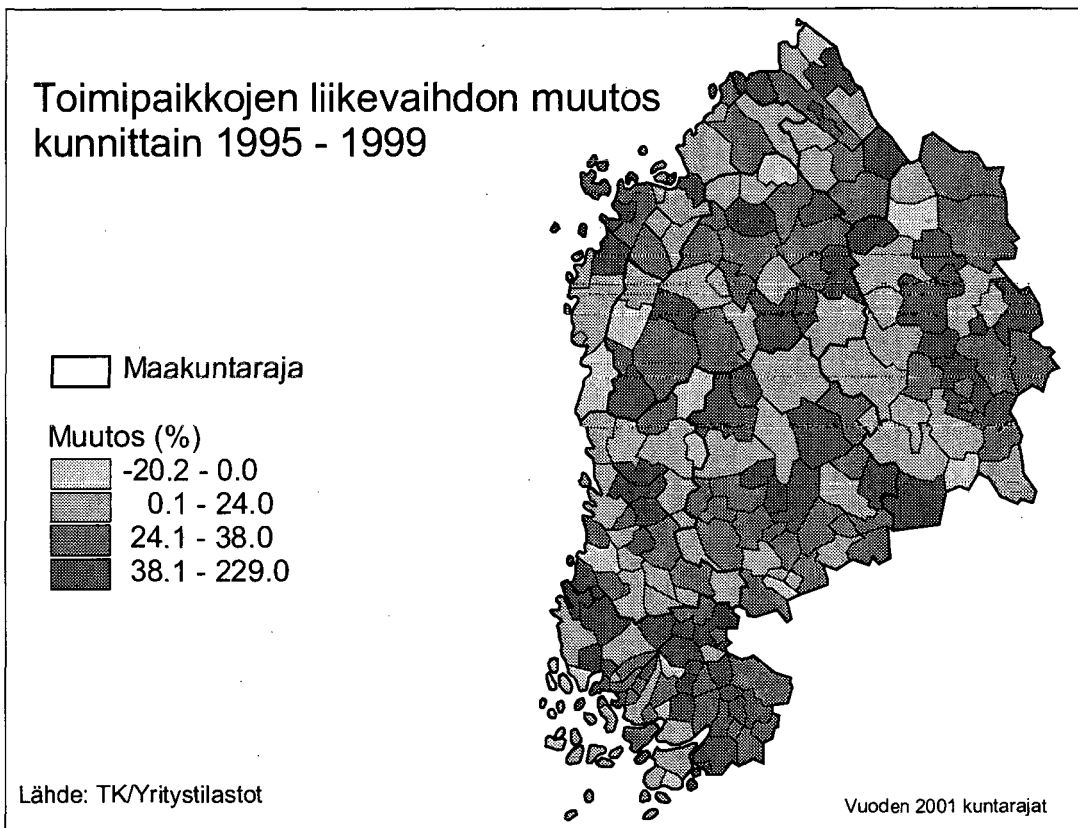 Toimipaikkojen liikevaihdon muutos
kunnittain 1995 - 1999
Maakuntaraja
Muutos (%)
-20.2 - 0.0
0.1 - 24.0
24.1 - 38.0
38.1 - 229.0
Lähde: TK/Yritystilastot
Vuoden 2001 kuntarajat